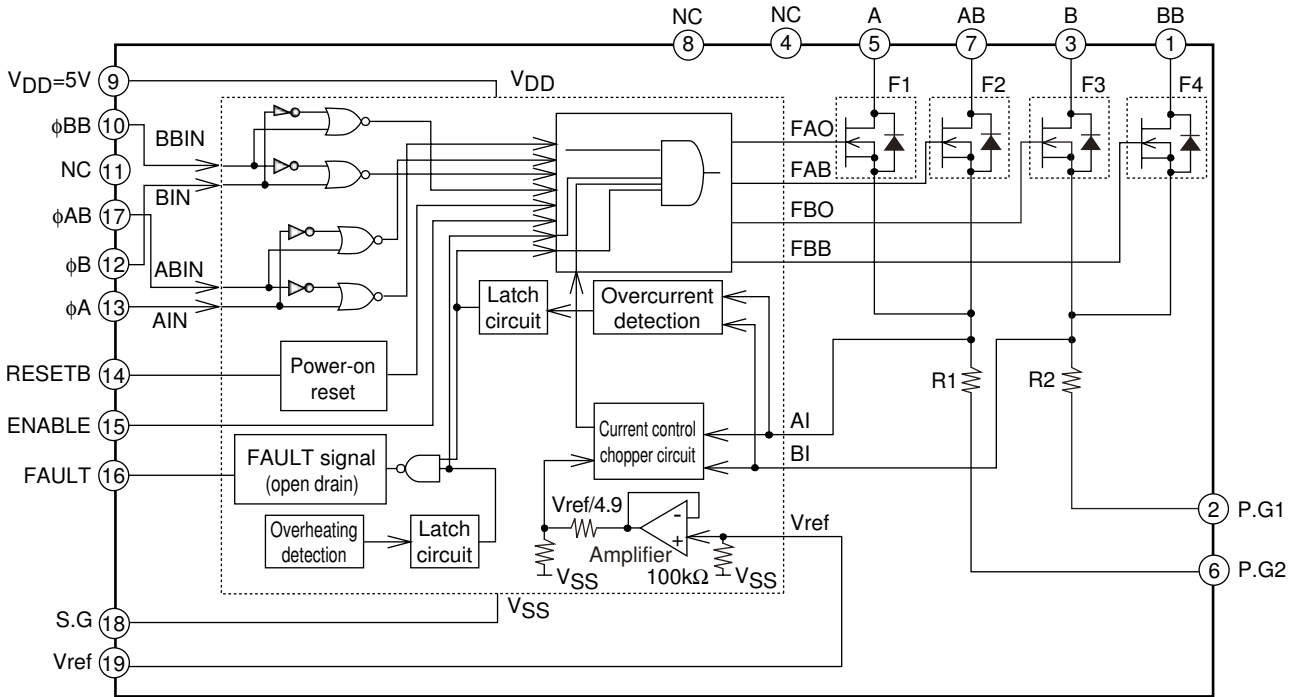 NC
NC
A
AB
B
BB
8
4
5
7
3
1
VDD=5V
9
VDD
F1
F2
F3
F4
φBB
10
BBIN
FAO
NC
11
BIN
FAB
φAB
17
FBO
φB
12
ABIN
FBB
φA
13
AIN
Latch
circuit
Overcurrent
detection
RESETB
14
Power-on
reset
R1
R2
ENABLE
15
Current control
chopper circuit
AI
BI
FAULT
16
FAULT signal
(open drain)
Vref/4.9
-
+
Vref
2
P.G1
Overheating
detection
Latch
circuit
Amplifier
VSS
100kΩ
VSS
6
P.G2
VSS
S.G
18
Vref
19